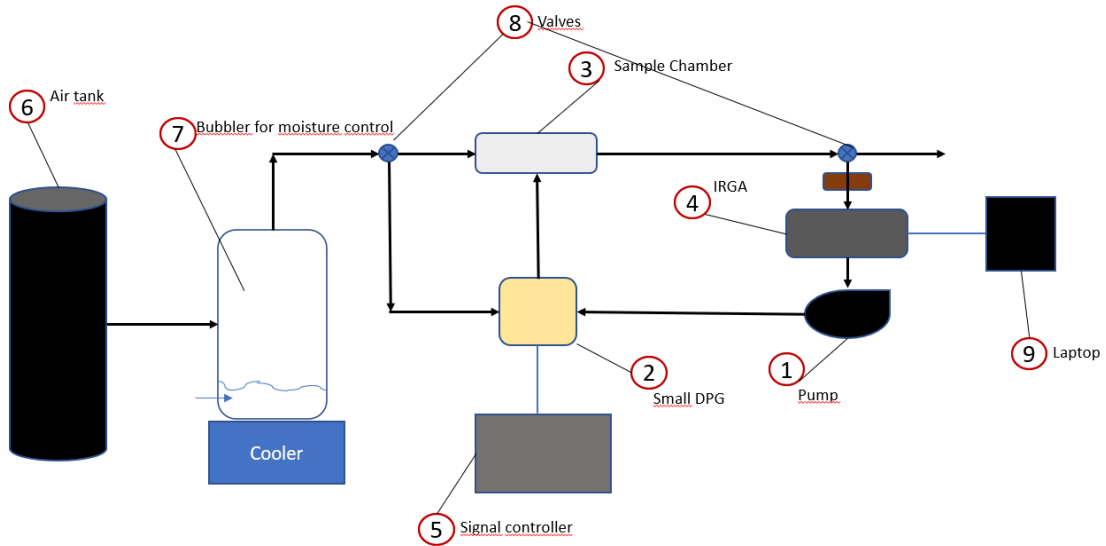 8 Valves
3 Sample Chamber
6 Air tank
7 Bubbler for moisture control
IRGA
4
Cooler
2
Small DPG
1
Pump
9 Laptop
5 Signal controller